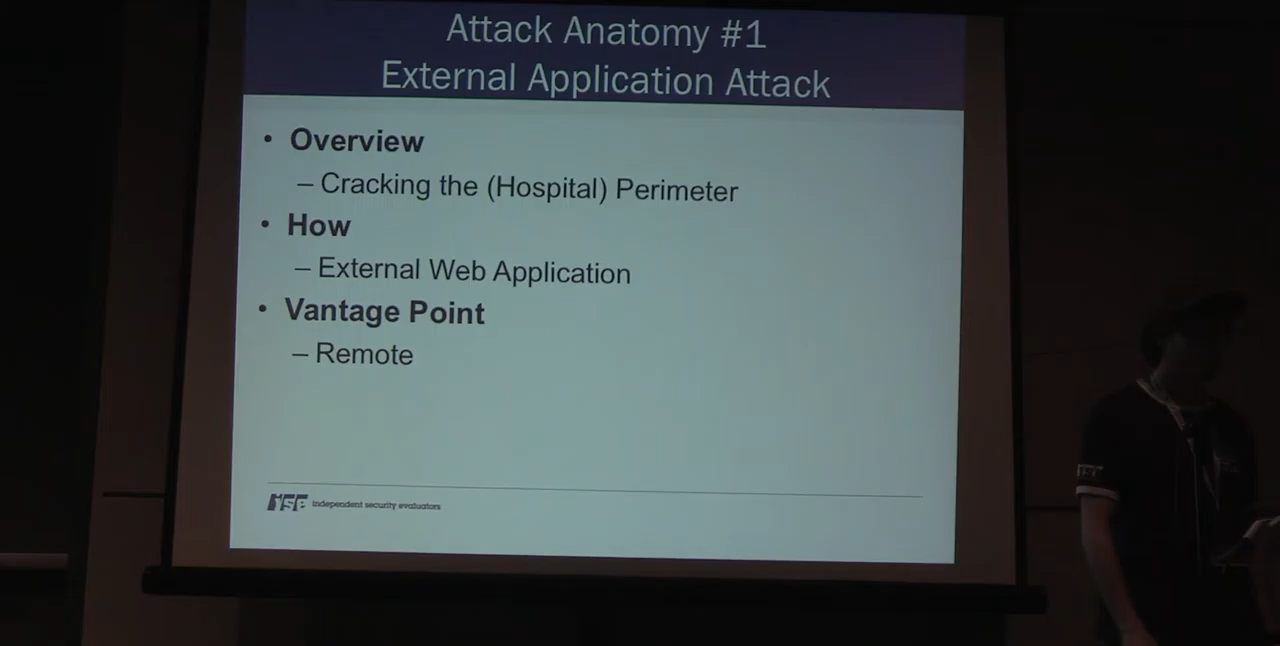 Attack Anatomy #1
External Application Attack
• Overview
– Cracking the (Hospital) Perimeter
• How
– External Web Application
• Vantage Point
– Remote
ise independent security evaluators